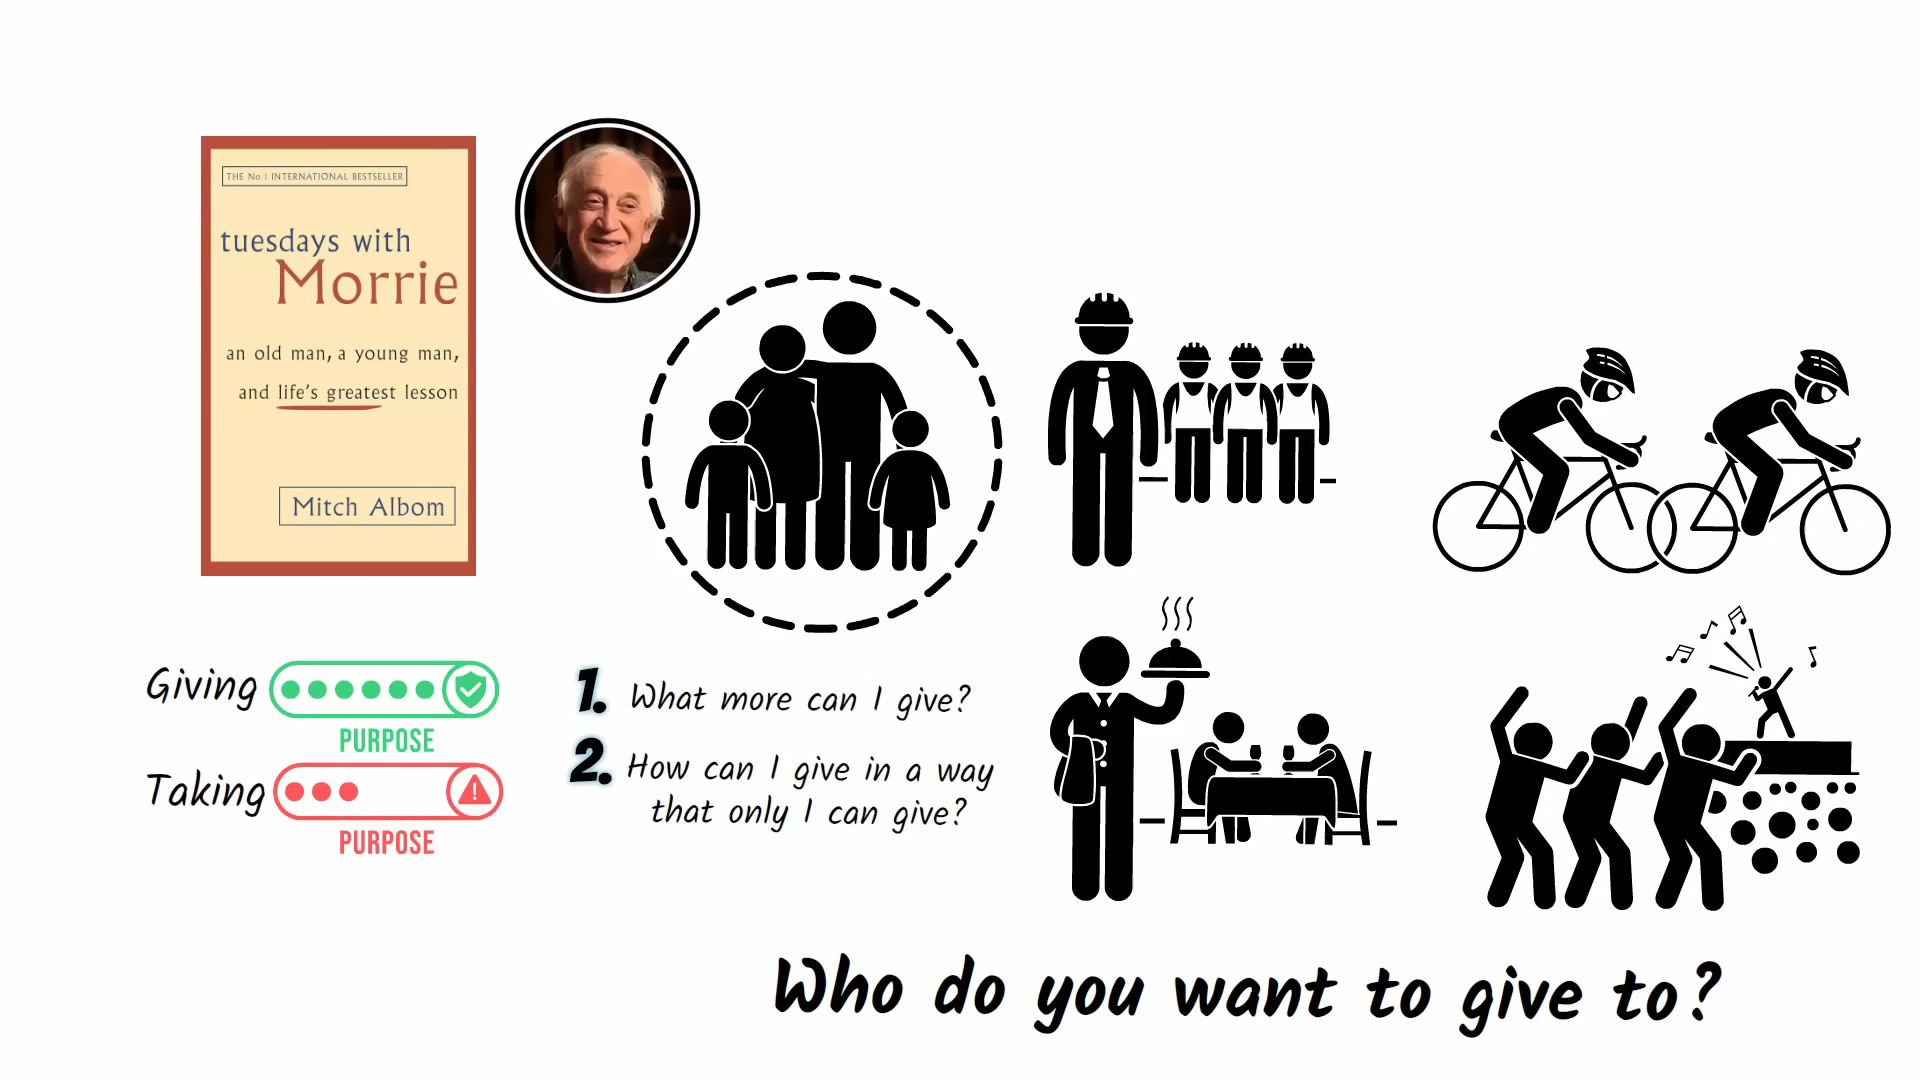 THE No 1 INTERNATIONAL BESTSELLER
tuesdays with
Morrie
an old man, a young man,
and life's greatest lesson
Mitch Albom
Giving
PURPOSE
Taking
PURPOSE
1. What more can I give?
2. How can I give in a way
that only I can give?
Who do you want to give to?